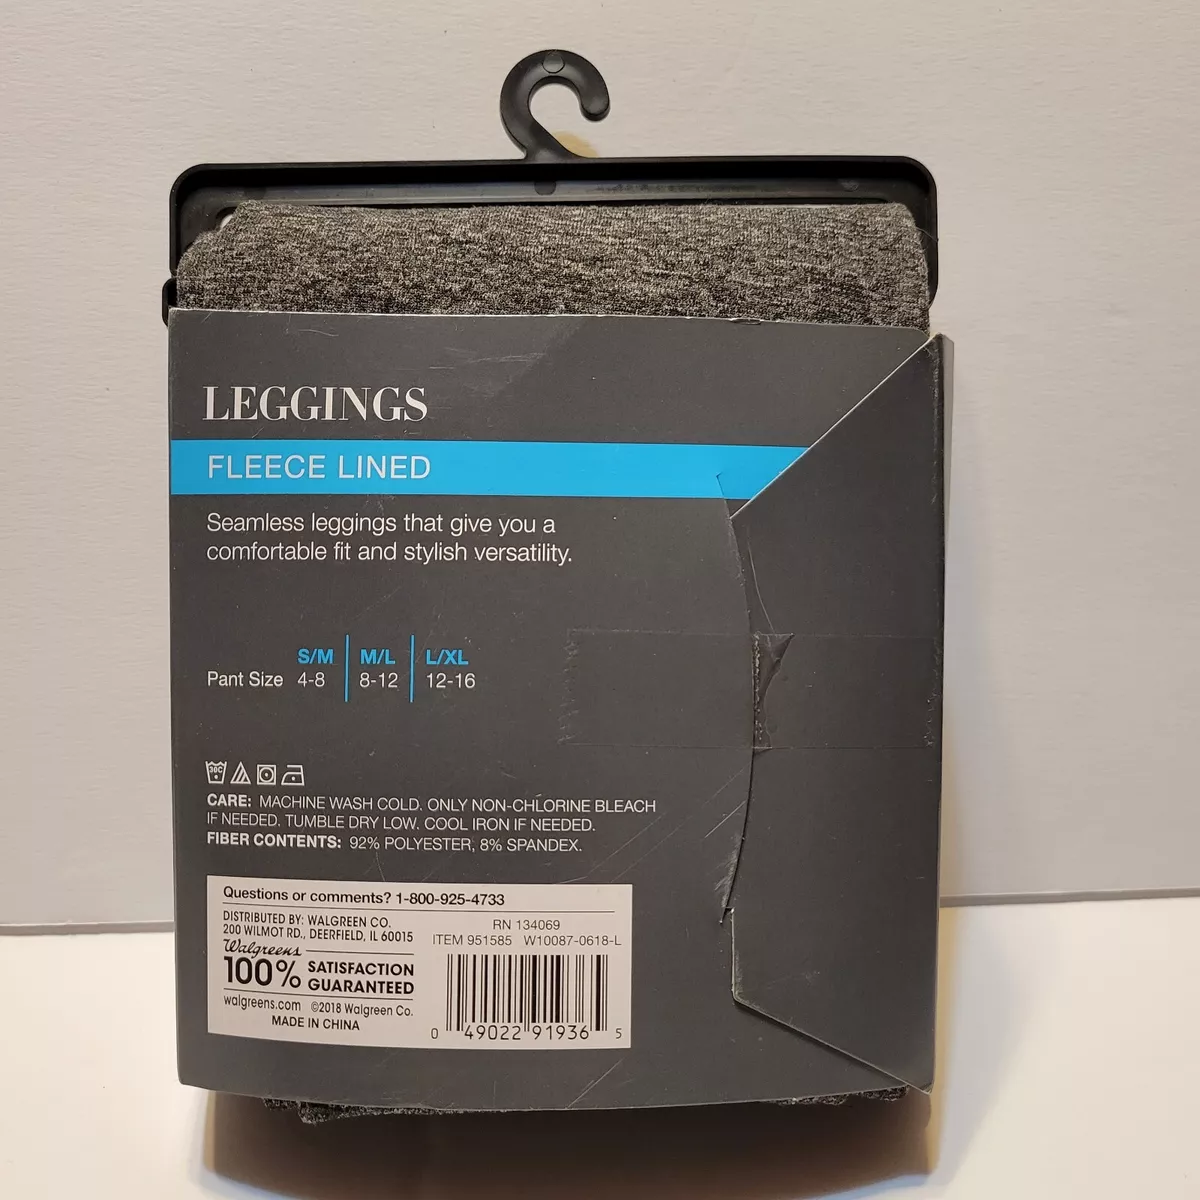 LEGGINGS
FLEECE LINED
Seamless leggings that give you a
comfortable fit and stylish versatility.
S/M M/L L/XL
Pant Size 4-8 8-12 12-16
30C
CARE: MACHINE WASH COLD. ONLY NON-CHLORINE BLEACH
IF NEEDED. TUMBLE DRY LOW. COOL IRON IF NEEDED.
FIBER CONTENTS: 92% POLYESTER, 8% SPANDEX.
Questions or comments? 1-800-925-4733
DISTRIBUTED BY: WALGREEN CO.
200 WILMOT RD., DEERFIELD, IL 60015
Walgreens
100% SATISFACTION
GUARANTEED
walgreens.com ©2018 Walgreen Co.
MADE IN CHINA
RN 134069
ITEM 951585 W10087-0618-L
0 49022 91936 5